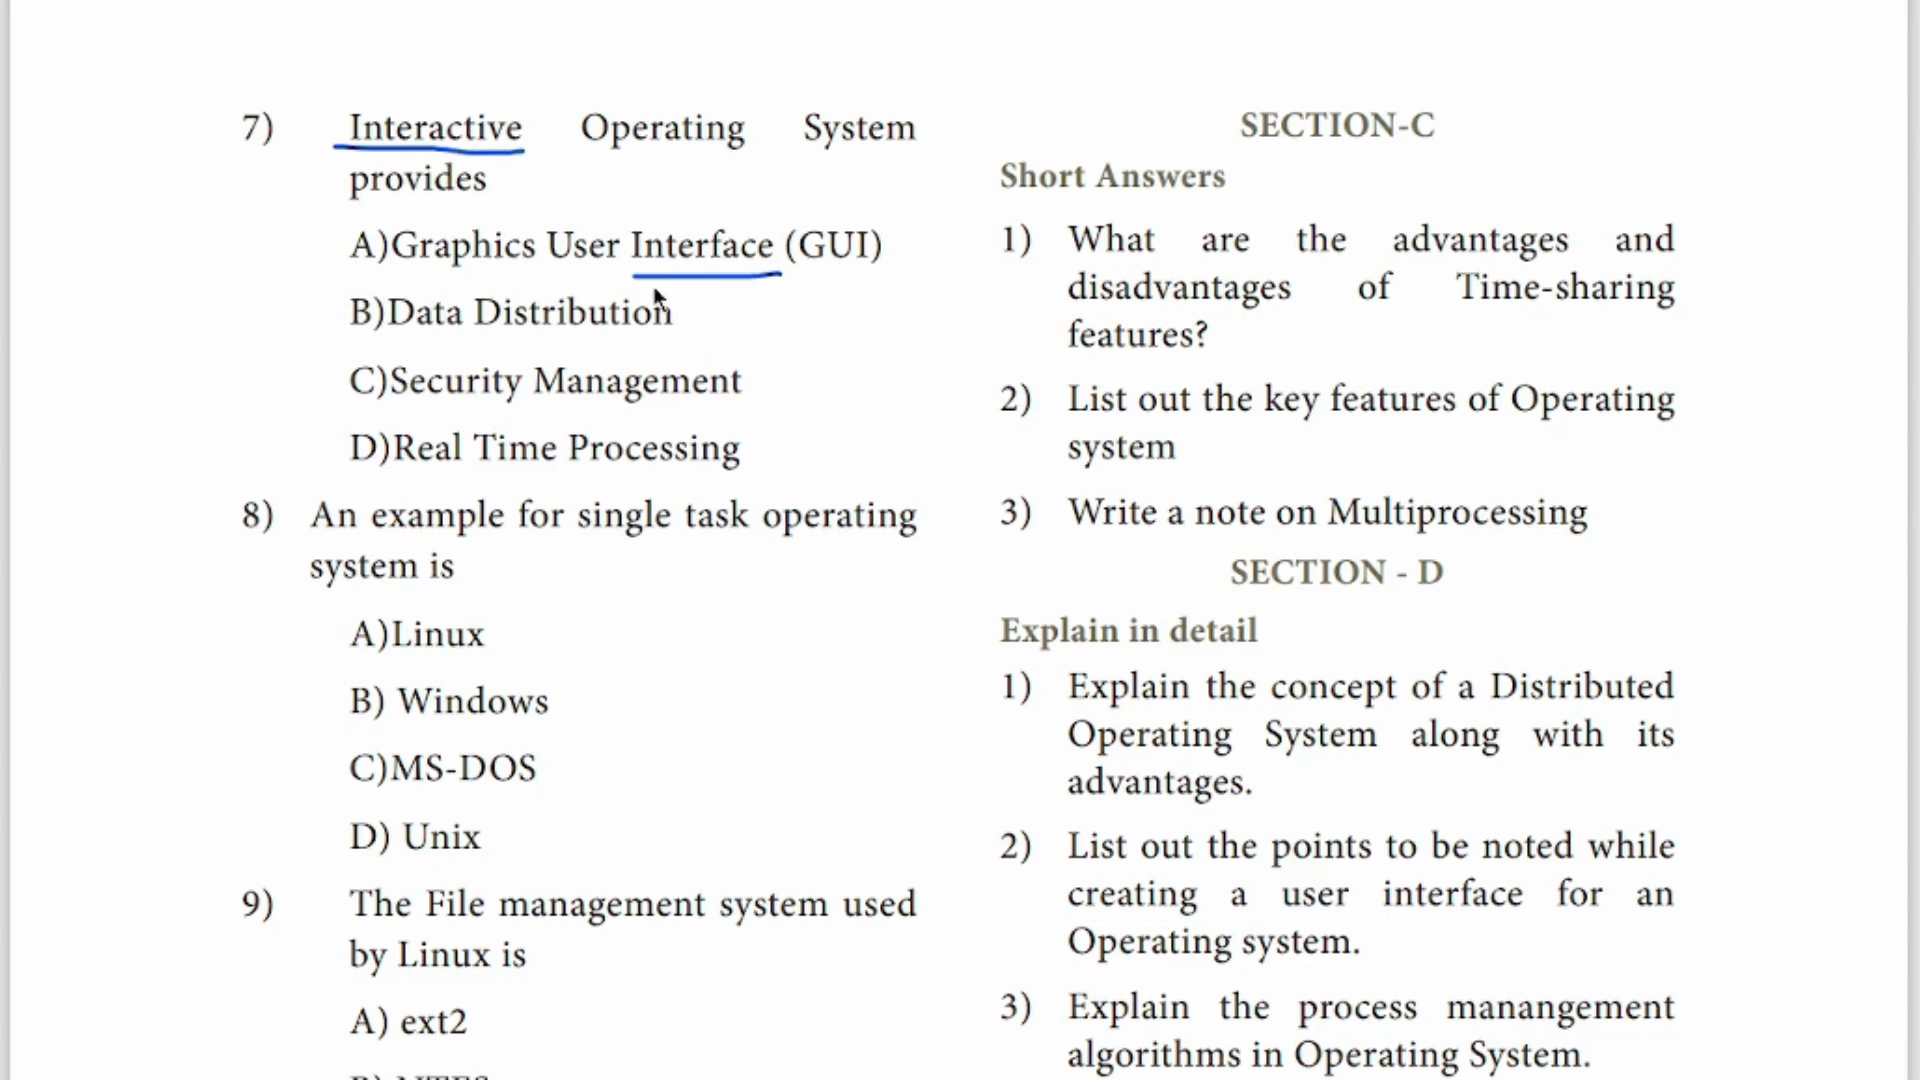 7) Interactive Operating System
provides
A)Graphics User Interface (GUI)
B)Data Distribution
C)Security Management
D)Real Time Processing
8) An example for single task operating
system is
A)Linux
B) Windows
C)MS-DOS
D) Unix
9) The File management system used
by Linux is
A) ext2
SECTION-C
Short Answers
1) What are the advantages and
disadvantages of Time-sharing
features?
2) List out the key features of Operating
system
3) Write a note on Multiprocessing
SECTION - D
Explain in detail
1) Explain the concept of a Distributed
Operating System along with its
advantages.
2) List out the points to be noted while
creating a user interface for an
Operating system.
3) Explain the process manangement
algorithms in Operating System.